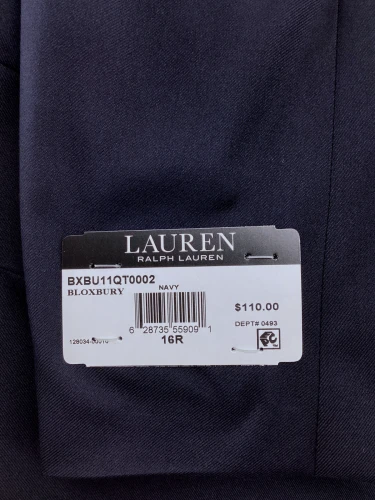 LAUREN
RALPH LAUREN
BXBU11QT0002
BLOXBURY
NAVY
$110.00
6 28735 55909 1
DEPT# 0493
16R